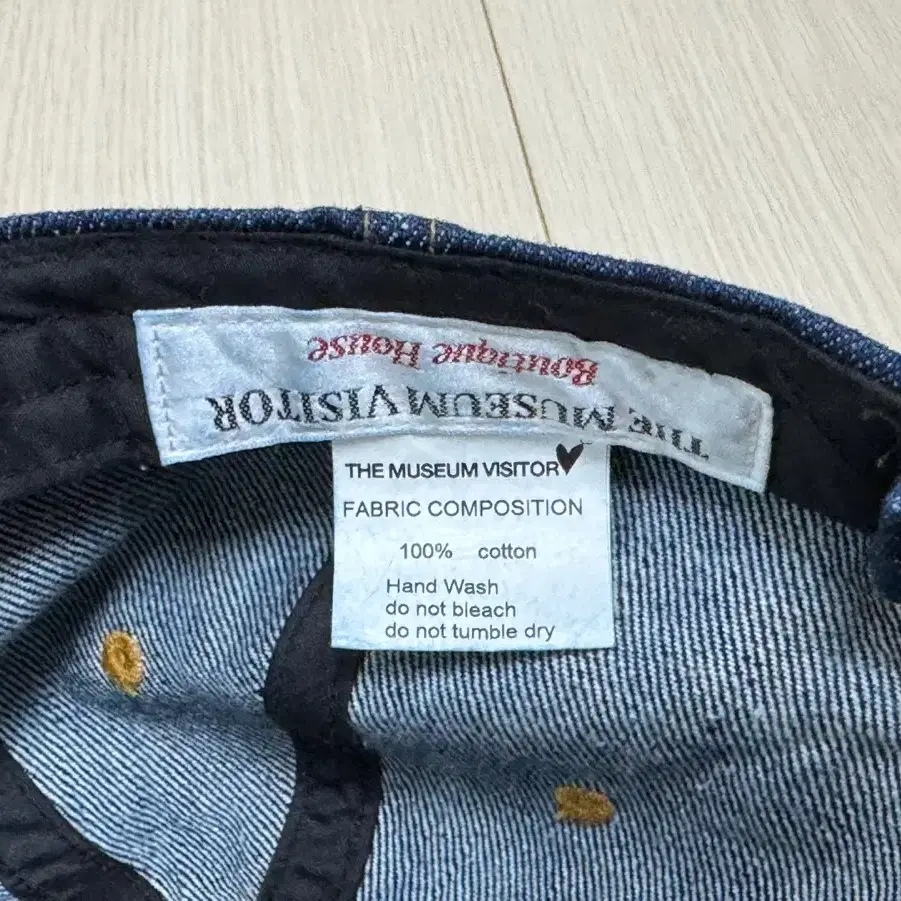 THE MUSEUM VISITOR
Boutique House
THE MUSEUM VISITOR
FABRIC COMPOSITION
100% cotton
Hand Wash
do not bleach
do not tumble dry